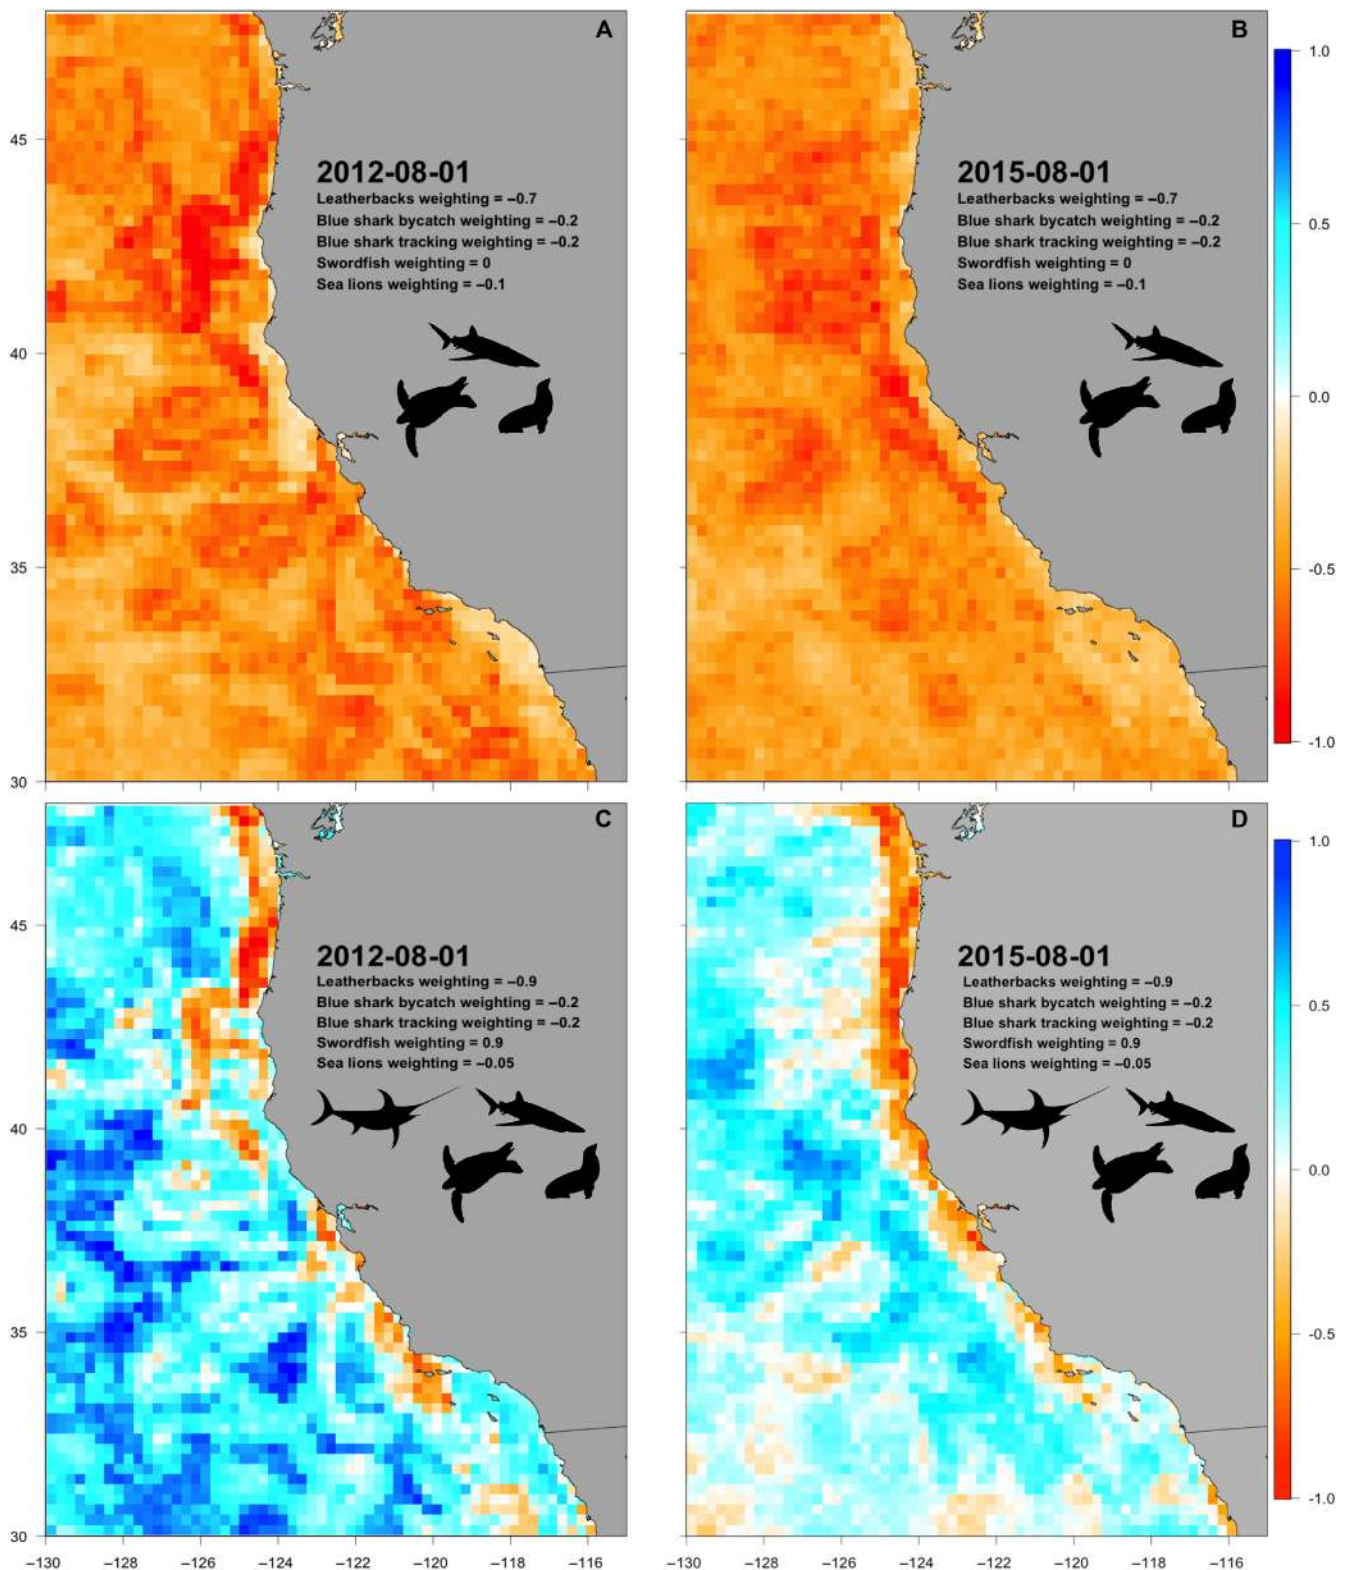 A
B
1.0
0.5
0.0
-0.5
-1.0
45
40
35
30
2012-08-01
Leatherbacks weighting = −0.7
Blue shark bycatch weighting = −0.2
Blue shark tracking weighting = −0.2
Swordfish weighting = 0
Sea lions weighting = −0.1
2015-08-01
Leatherbacks weighting = −0.7
Blue shark bycatch weighting = −0.2
Blue shark tracking weighting = −0.2
Swordfish weighting = 0
Sea lions weighting = −0.1
C
D
1.0
0.5
0.0
-0.5
-1.0
45
40
35
30
2012-08-01
Leatherbacks weighting = −0.9
Blue shark bycatch weighting = −0.2
Blue shark tracking weighting = −0.2
Swordfish weighting = 0.9
Sea lions weighting = −0.05
2015-08-01
Leatherbacks weighting = −0.9
Blue shark bycatch weighting = −0.2
Blue shark tracking weighting = −0.2
Swordfish weighting = 0.9
Sea lions weighting = −0.05
−130 −128 −126 −124 −122 −120 −118 −116
−130 −128 −126 −124 −122 −120 −118 −116